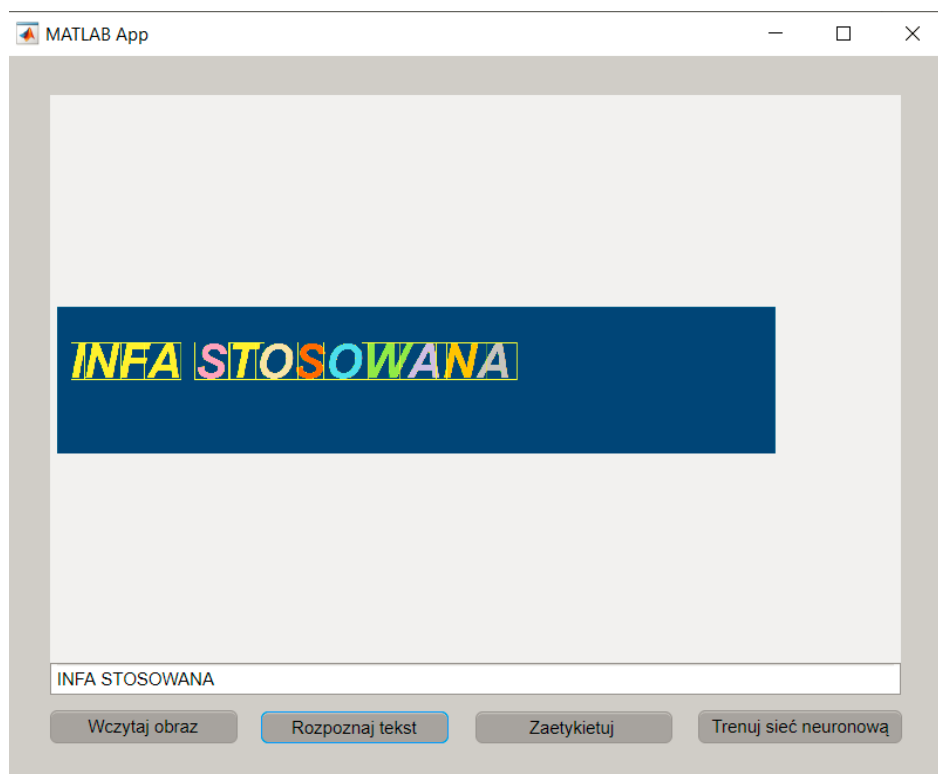 MATLAB App
INFA STOSOWANA
INFA STOSOWANA
Wczytaj obraz
Rozpoznaj tekst
Zaetykietuj
Trenuj sieć neuronową